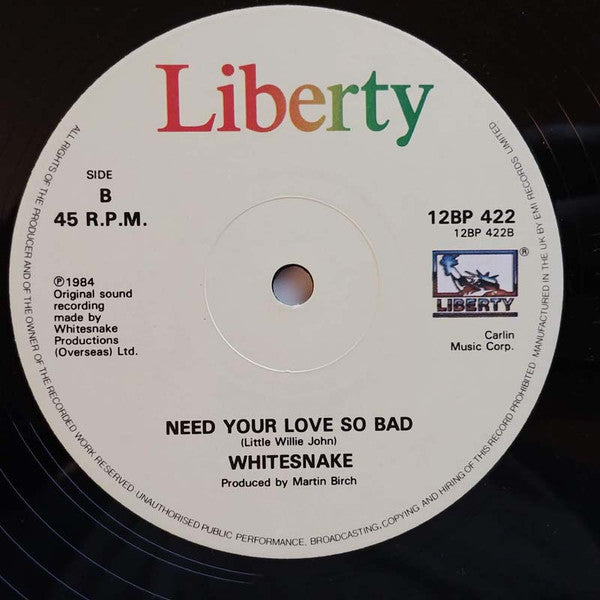 Liberty
SIDE
B
45 R.P.M.
12BP 422
12BP 422B
℗1984
Original sound
recording
made by
Whitesnake
Productions
(Overseas) Ltd.
®
LIBERTY
Carlin
Music Corp.
NEED YOUR LOVE SO BAD
(Little Willie John)
WHITESNAKE
Produced by Martin Birch
ALL RIGHTS OF THE PRODUCER AND OF THE OWNER OF THE RECORDED WORK RESERVED. UNAUTHORISED PUBLIC PERFORMANCE, BROADCASTING, COPYING AND HIRING OF THIS RECORD PROHIBITED. MANUFACTURED IN THE UK BY EMI RECORDS LIMITED